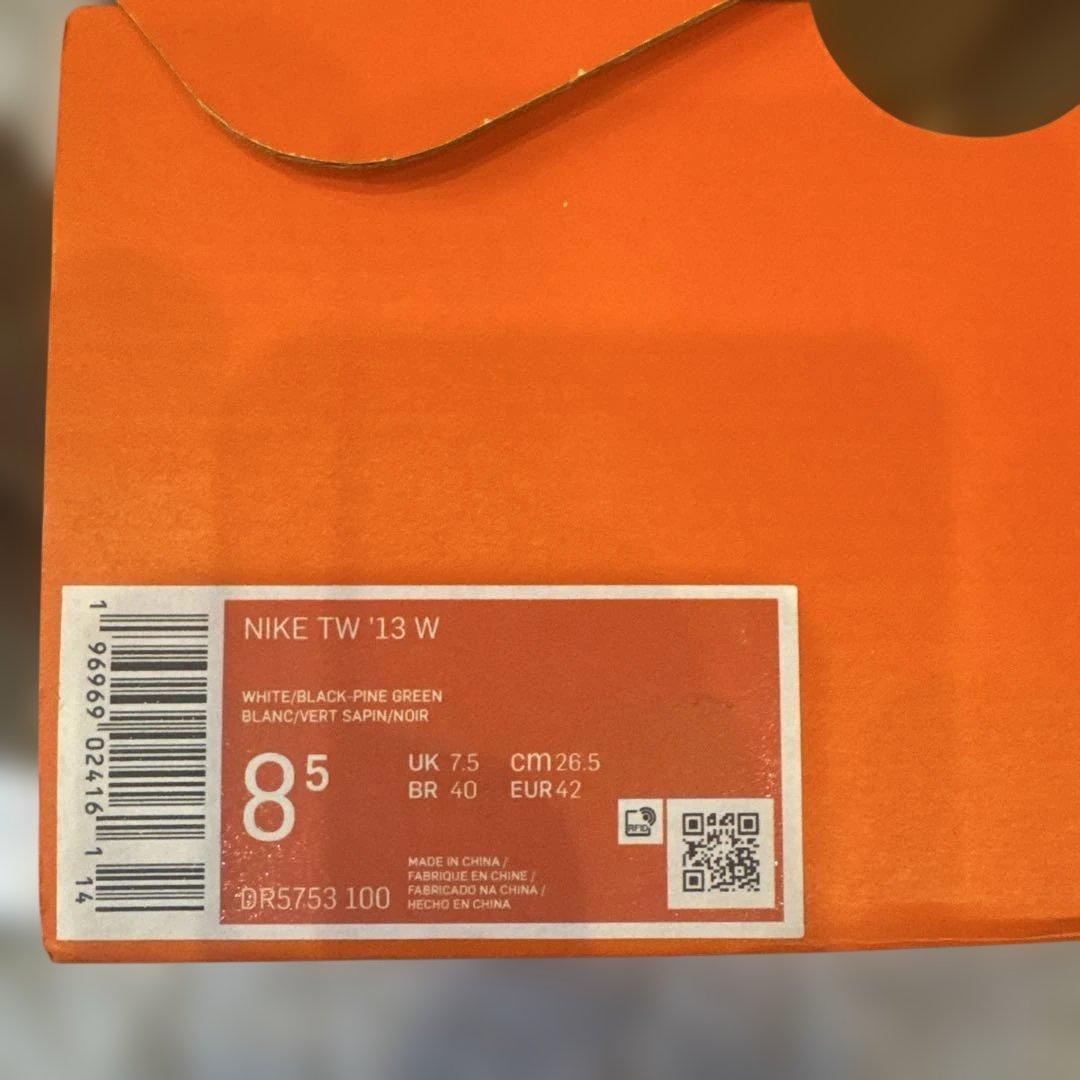 NIKE TW '13 W
WHITE/BLACK-PINE GREEN
BLANC/VERT SAPIN/NOIR
8 5
UK 7.5 cm 26.5
BR 40 EUR 42
RFID
MADE IN CHINA /
FABRIQUE EN CHINE /
FABRICADO NA CHINA /
HECHO EN CHINA
DR5753 100
1 96969 02416 1 14